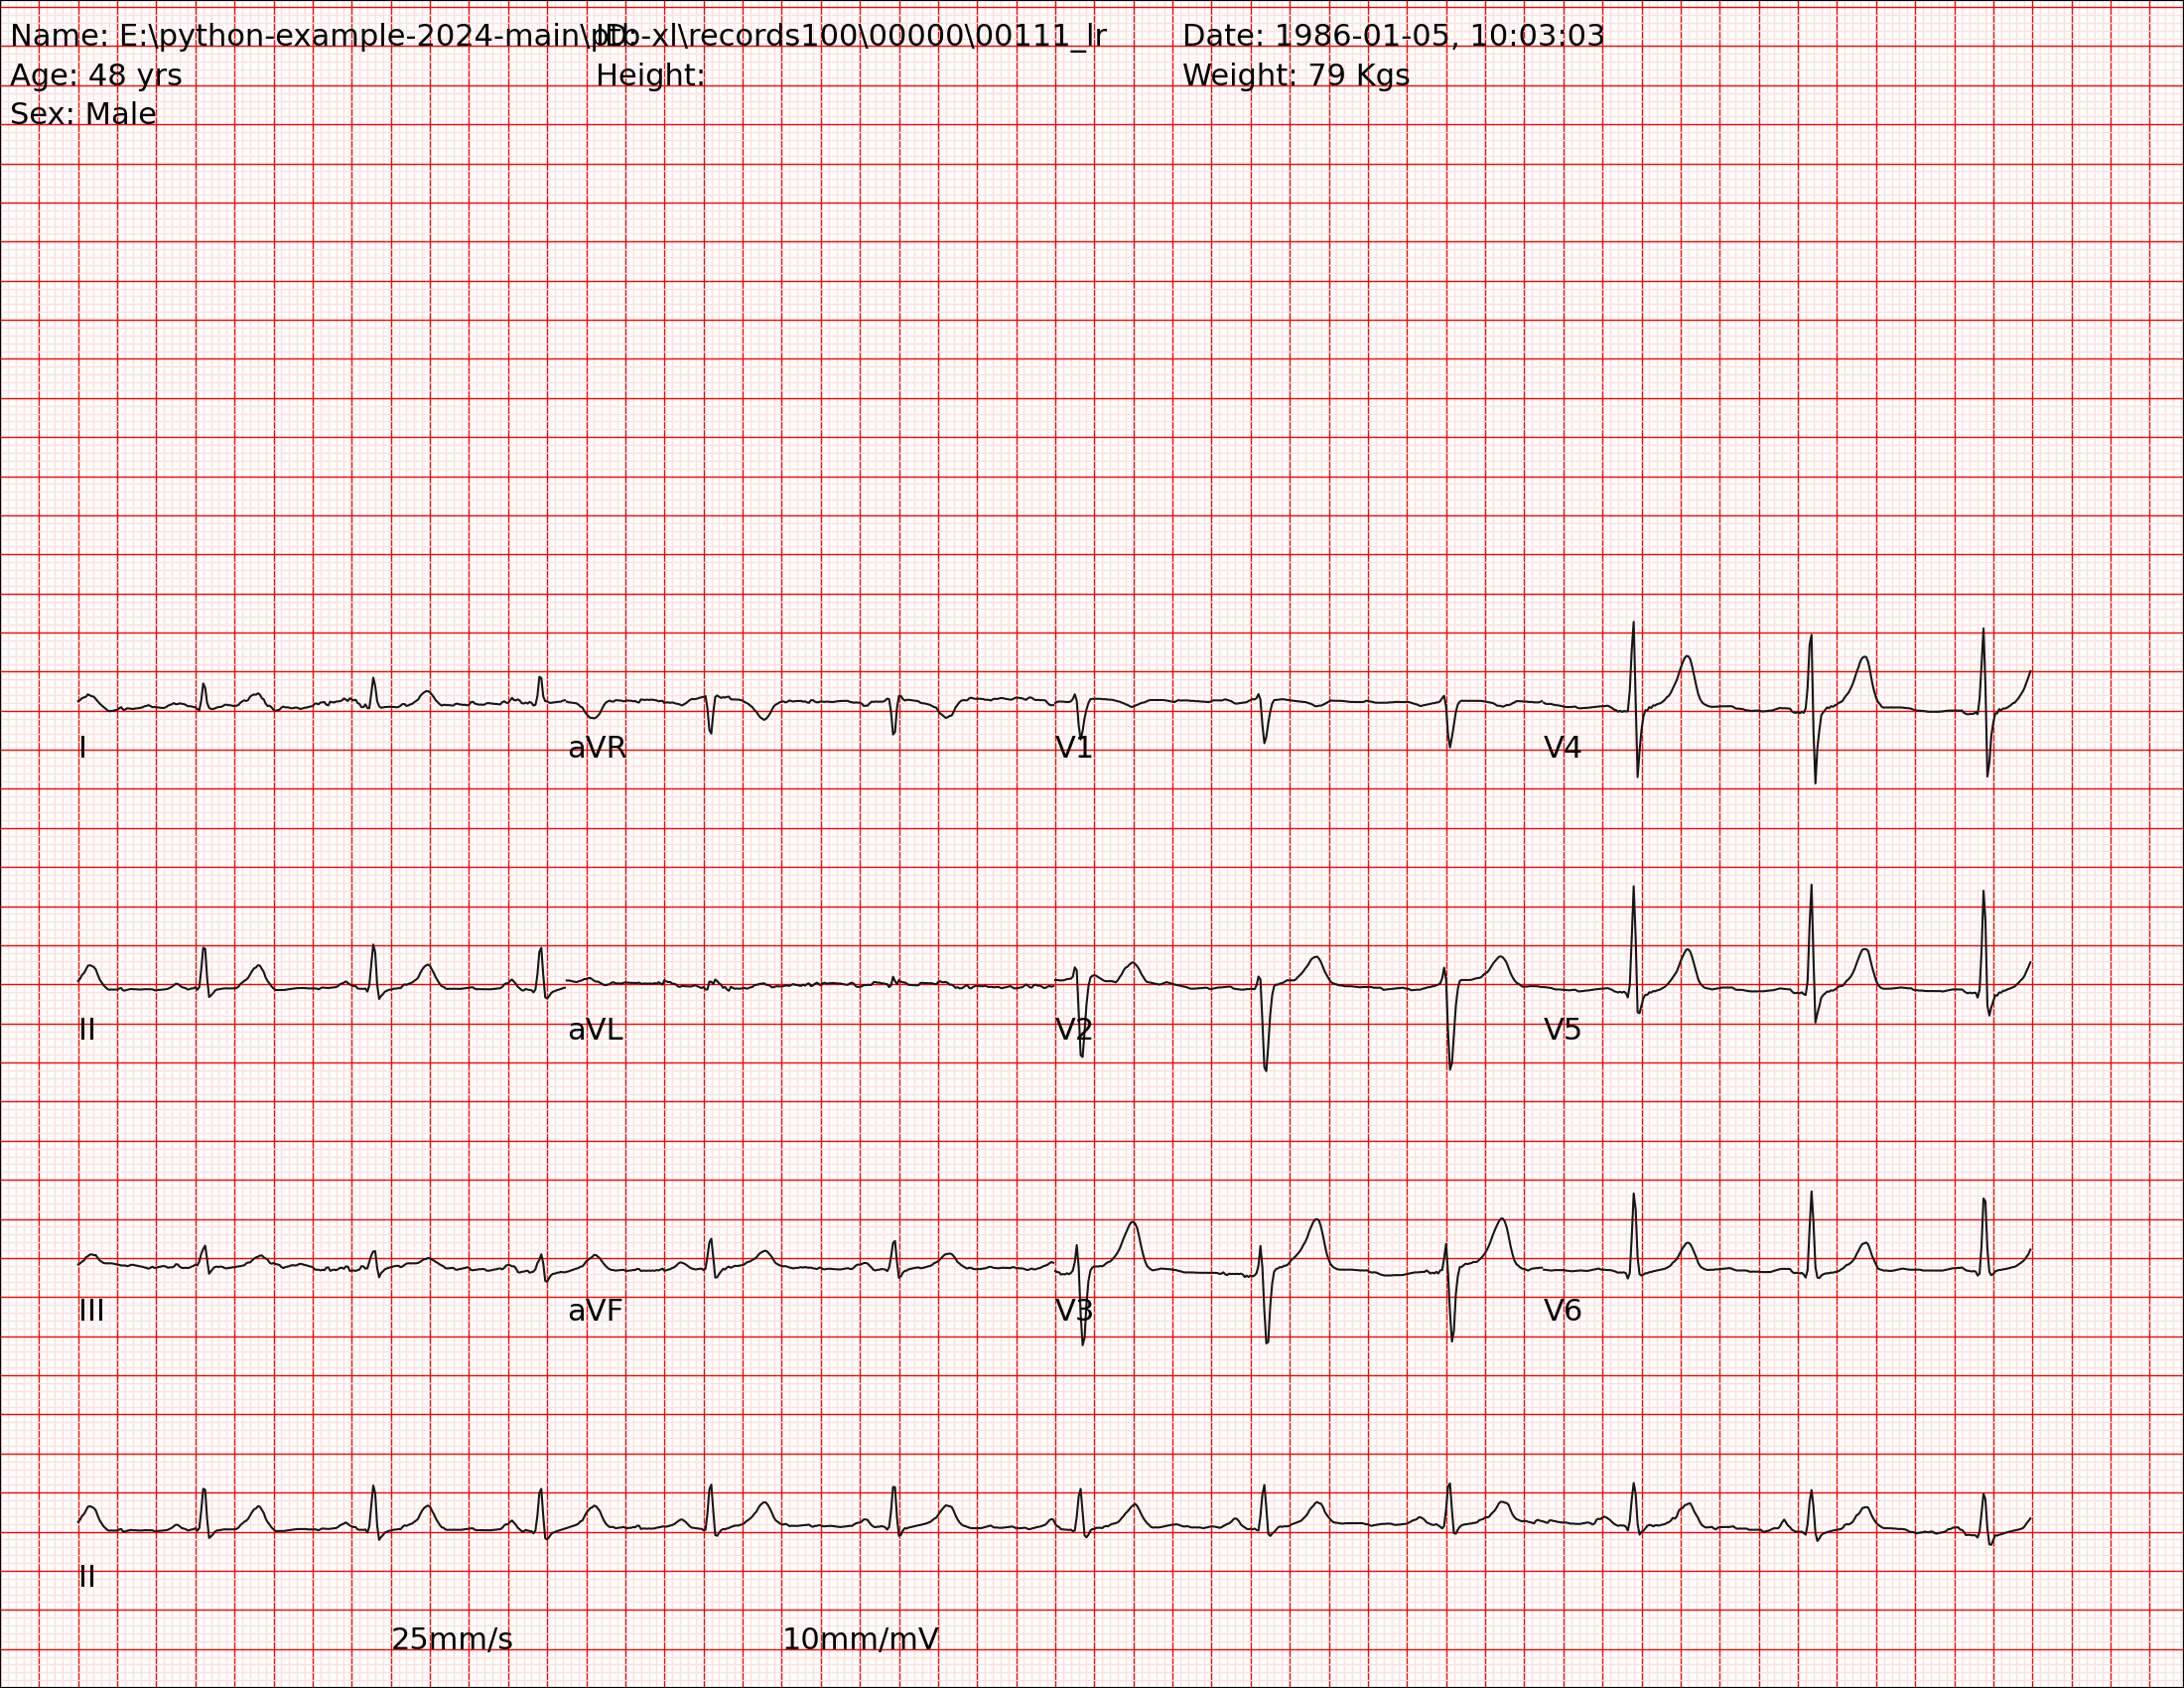 Name: E:\python-example-2024-main\ptb-xl\records100\00000\00111_lr ID: Date: 1986-01-05, 10:03:03
Age: 48 yrs Height: Weight: 79 Kgs
Sex: Male
I aVR V1 V4
II aVL V2 V5
III aVF V3 V6
II
25mm/s 10mm/mV